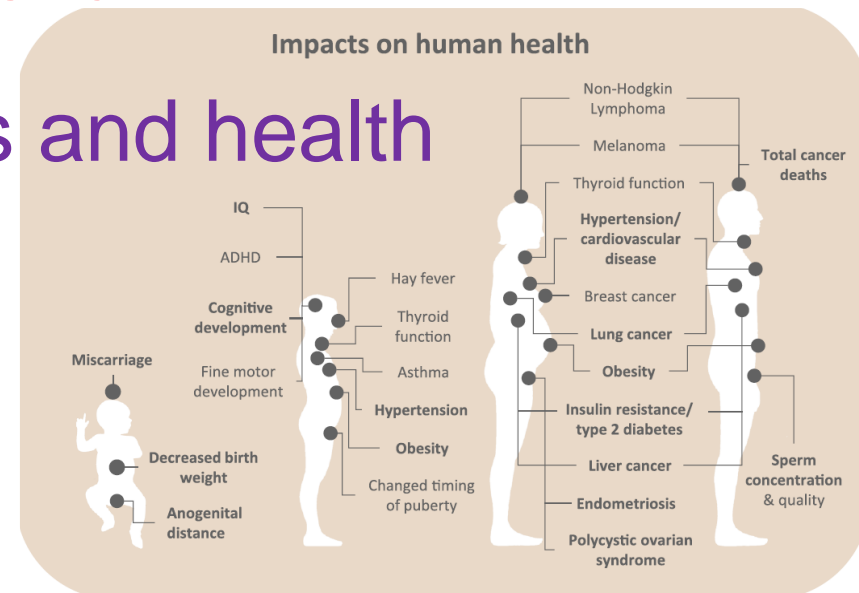 Impacts on human health
s and health
IQ
ADHD
Cognitive
development
Fine motor
development
Hay fever
Thyroid
function
Asthma
Hypertension
Obesity
Changed timing
of puberty
Miscarriage
Decreased birth
weight
Anogenital
distance
Non-Hodgkin
Lymphoma
Melanoma
Thyroid function
Hypertension/
cardiovascular
disease
Breast cancer
Lung cancer
Obesity
Insulin resistance/
type 2 diabetes
Liver cancer
Endometriosis
Polycystic ovarian
syndrome
Total cancer
deaths
Sperm
concentration
& quality